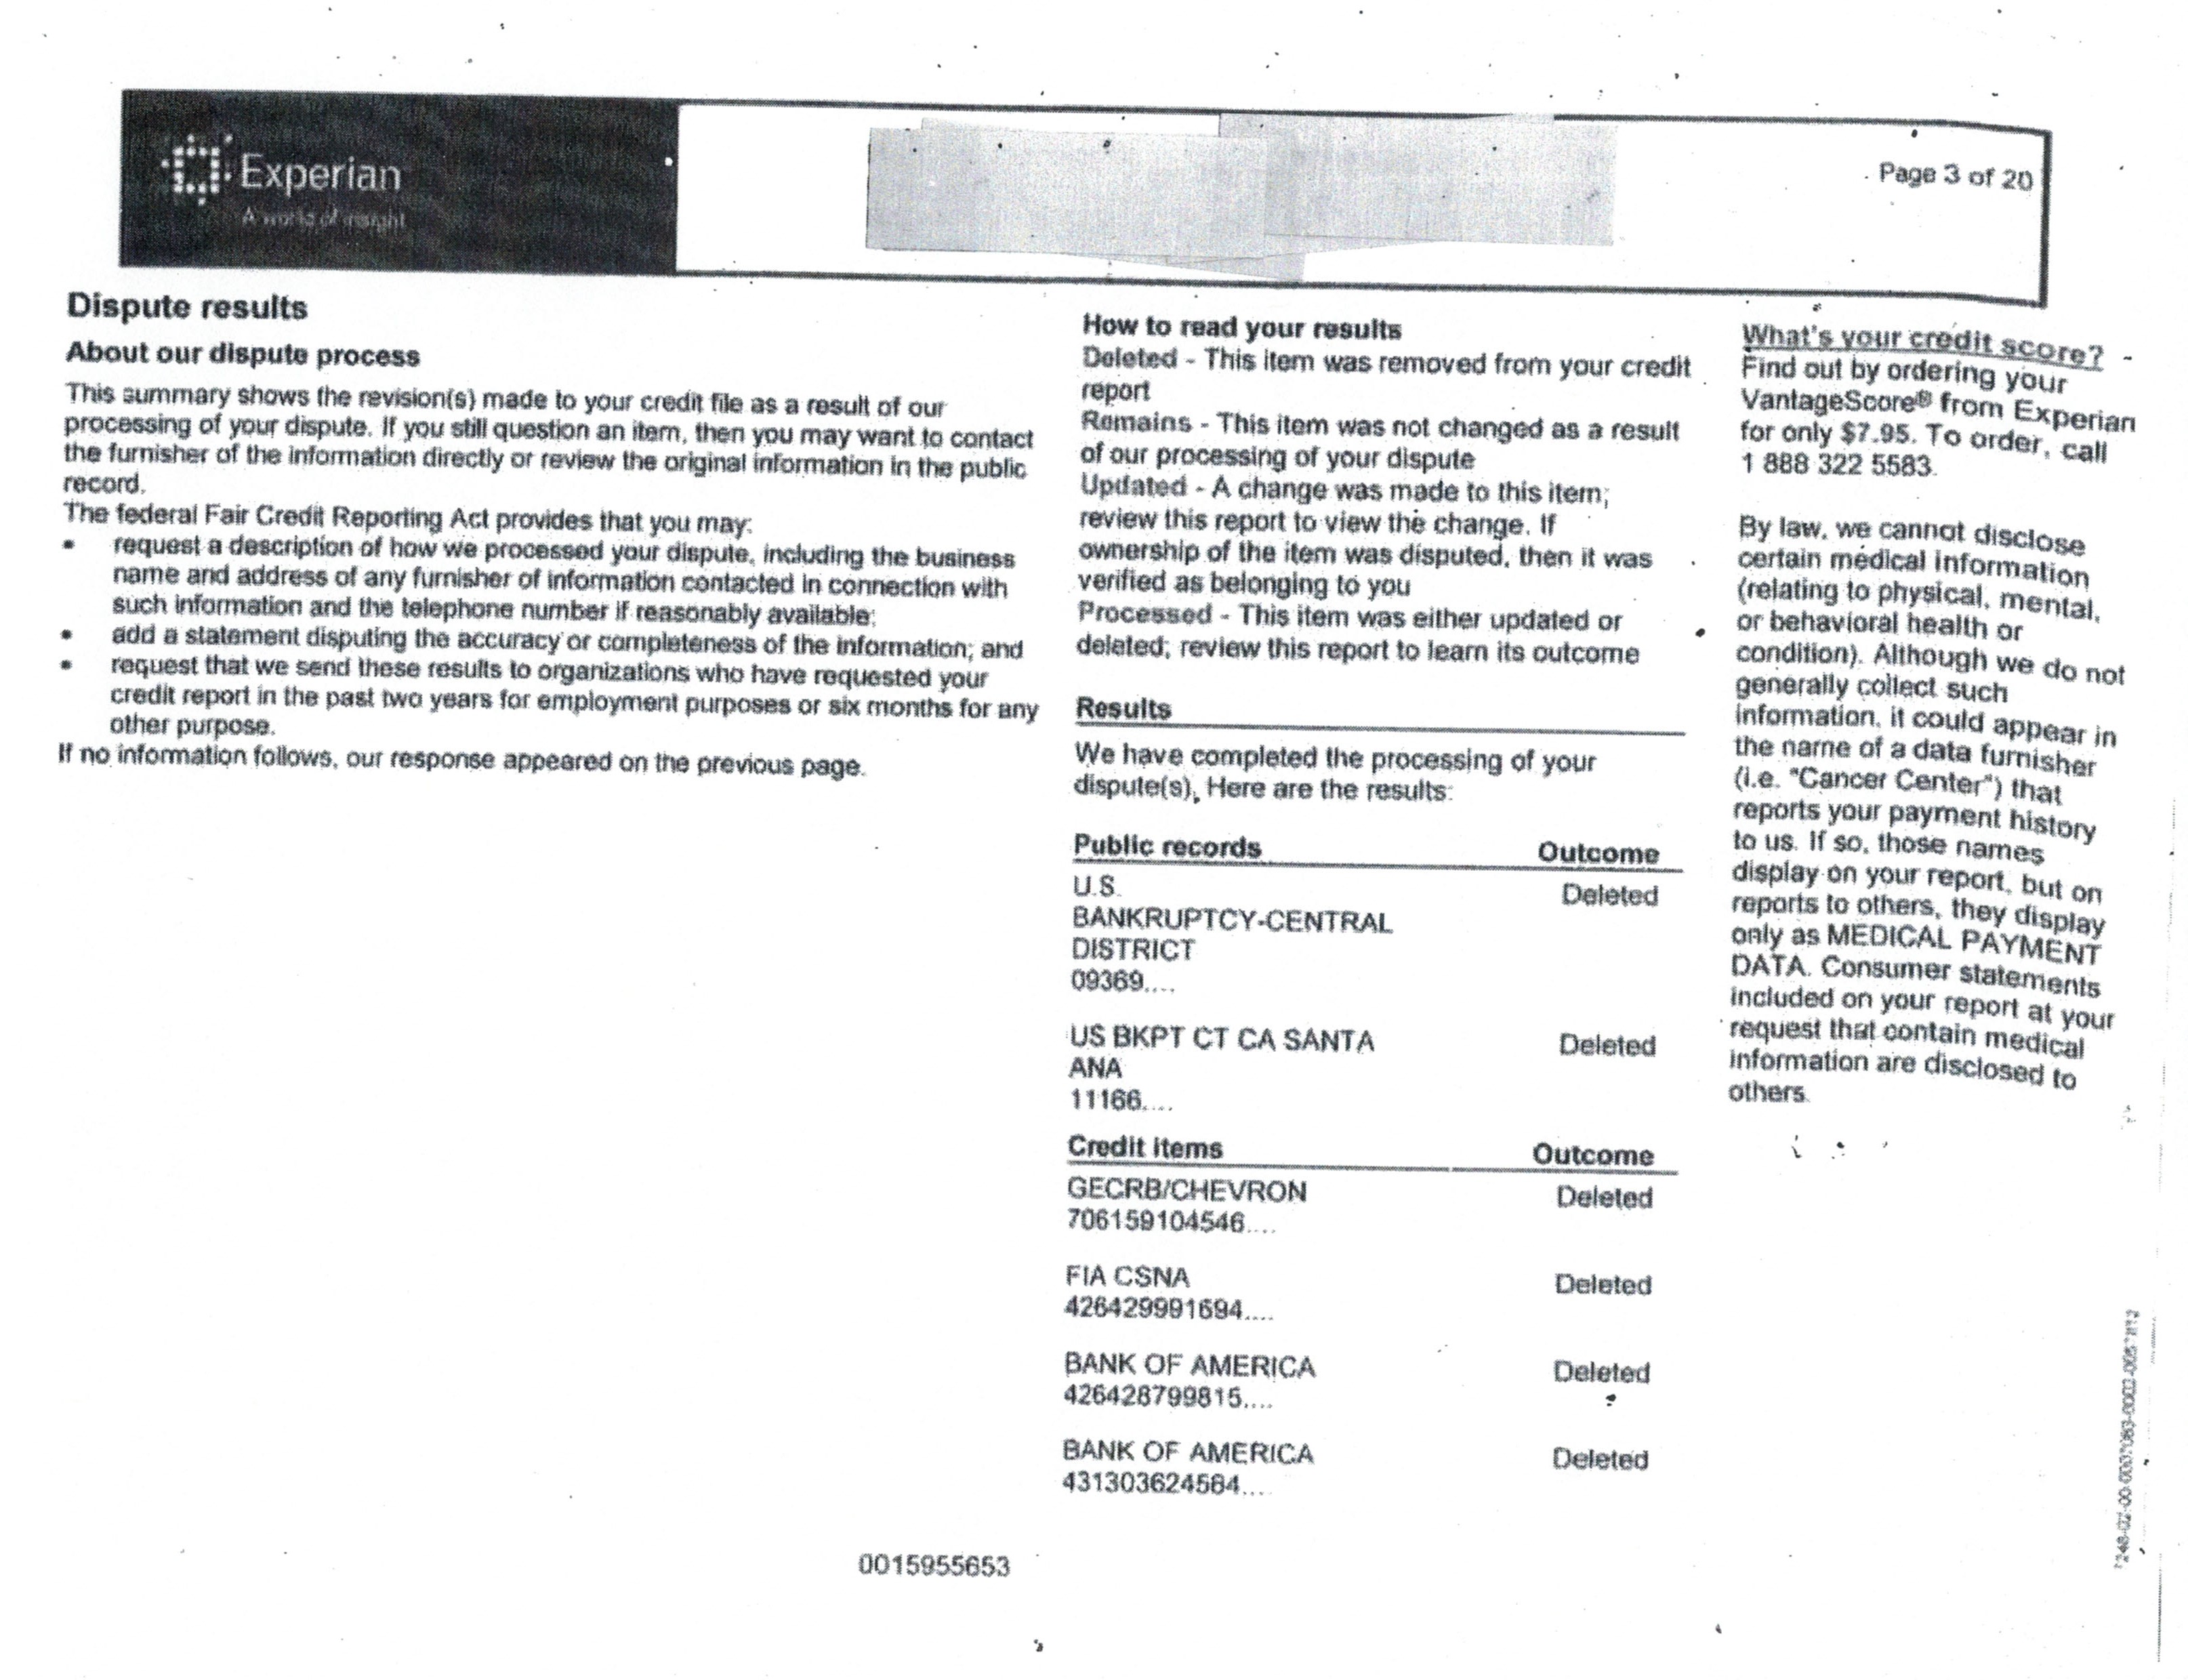 Experian
A world of insight
Page 3 of 20
Dispute results
About our dispute process
This summary shows the revision(s) made to your credit file as a result of our
processing of your dispute. If you still question an item, then you may want to contact
the furnisher of the information directly or review the original information in the public
record.
The federal Fair Credit Reporting Act provides that you may:
• request a description of how we processed your dispute, including the business
name and address of any furnisher of information contacted in connection with
such information and the telephone number if reasonably available;
• add a statement disputing the accuracy or completeness of the information; and
• request that we send these results to organizations who have requested your
credit report in the past two years for employment purposes or six months for any
other purpose.
If no information follows, our response appeared on the previous page.
How to read your results
Deleted - This item was removed from your credit
report
Remains - This item was not changed as a result
of our processing of your dispute
Updated - A change was made to this item;
review this report to view the change. If
ownership of the item was disputed, then it was
verified as belonging to you
Processed - This item was either updated or
deleted; review this report to learn its outcome
Results
We have completed the processing of your
dispute(s). Here are the results:
Public records Outcome
U.S. Deleted
BANKRUPTCY-CENTRAL
DISTRICT
09369....
US BKPT CT CA SANTA Deleted
ANA
11166....
Credit items Outcome
GECRB/CHEVRON Deleted
706159104546....
FIA CSNA Deleted
426429991694....
BANK OF AMERICA Deleted
426428799815....
BANK OF AMERICA Deleted
431303624584....
What's your credit score?
Find out by ordering your
VantageScore® from Experian
for only $7.95. To order, call
1 888 322 5583.
By law, we cannot disclose
certain medical information
(relating to physical, mental,
or behavioral health or
condition). Although we do not
generally collect such
information, it could appear in
the name of a data furnisher
(i.e. "Cancer Center") that
reports your payment history
to us. If so, those names
display on your report, but on
reports to others, they display
only as MEDICAL PAYMENT
DATA. Consumer statements
included on your report at your
request that contain medical
information are disclosed to
others.
0015955653